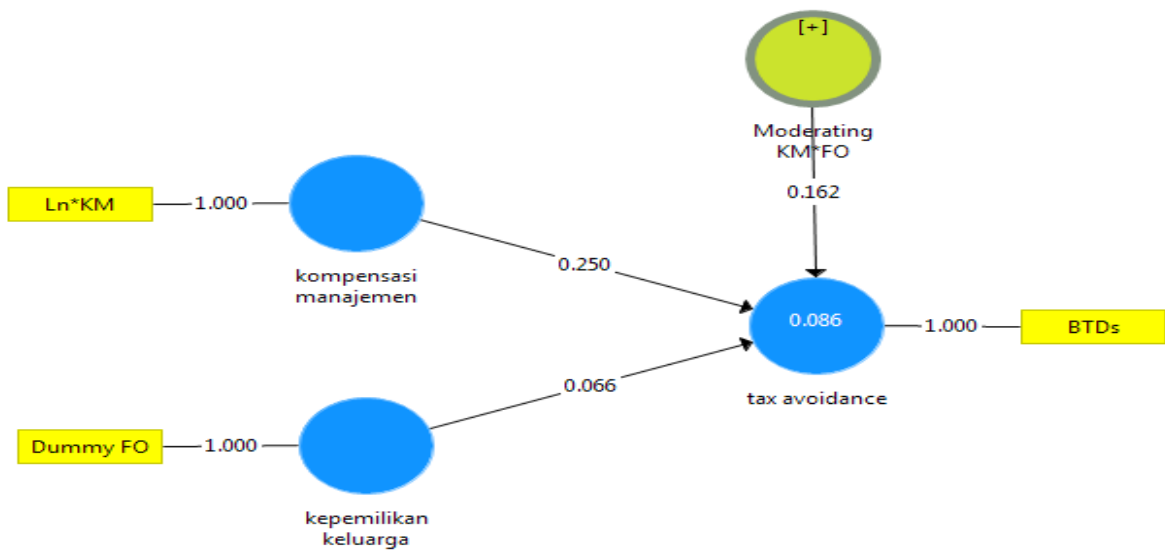 [+]
Moderating
KM*FO
0.162
Ln*KM
1.000
kompensasi
manajemen
0.250
0.086
tax avoidance
1.000
BTDs
0.066
Dummy FO
1.000
kepemilikan
keluarga